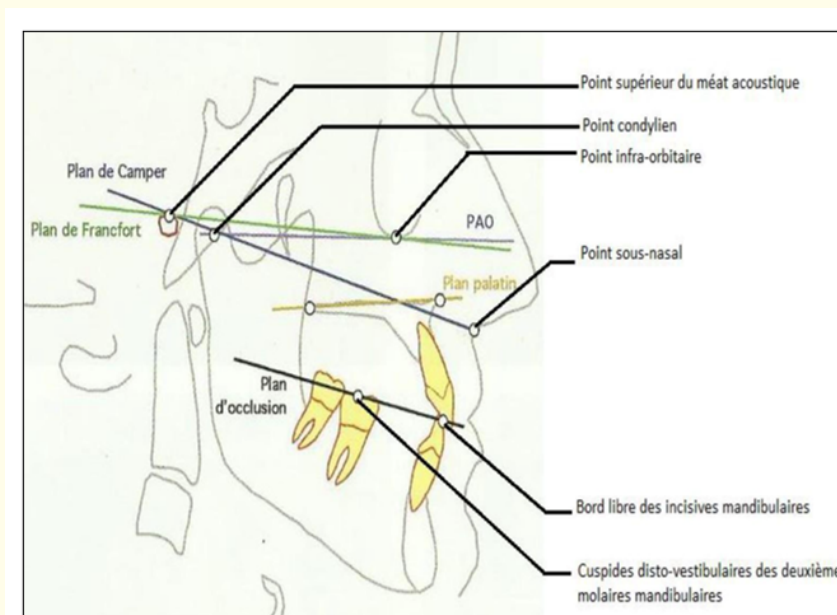 Point supérieur du méat acoustique
Point condylien
Point infra-orbitaire
Plan de Camper
Plan de Francfort
PAO
Point sous-nasal
Plan palatin
Plan
d'occlusion
Bord libre des incisives mandibulaires
Cuspides disto-vestibulaires des deuxième
molaires mandibulaires